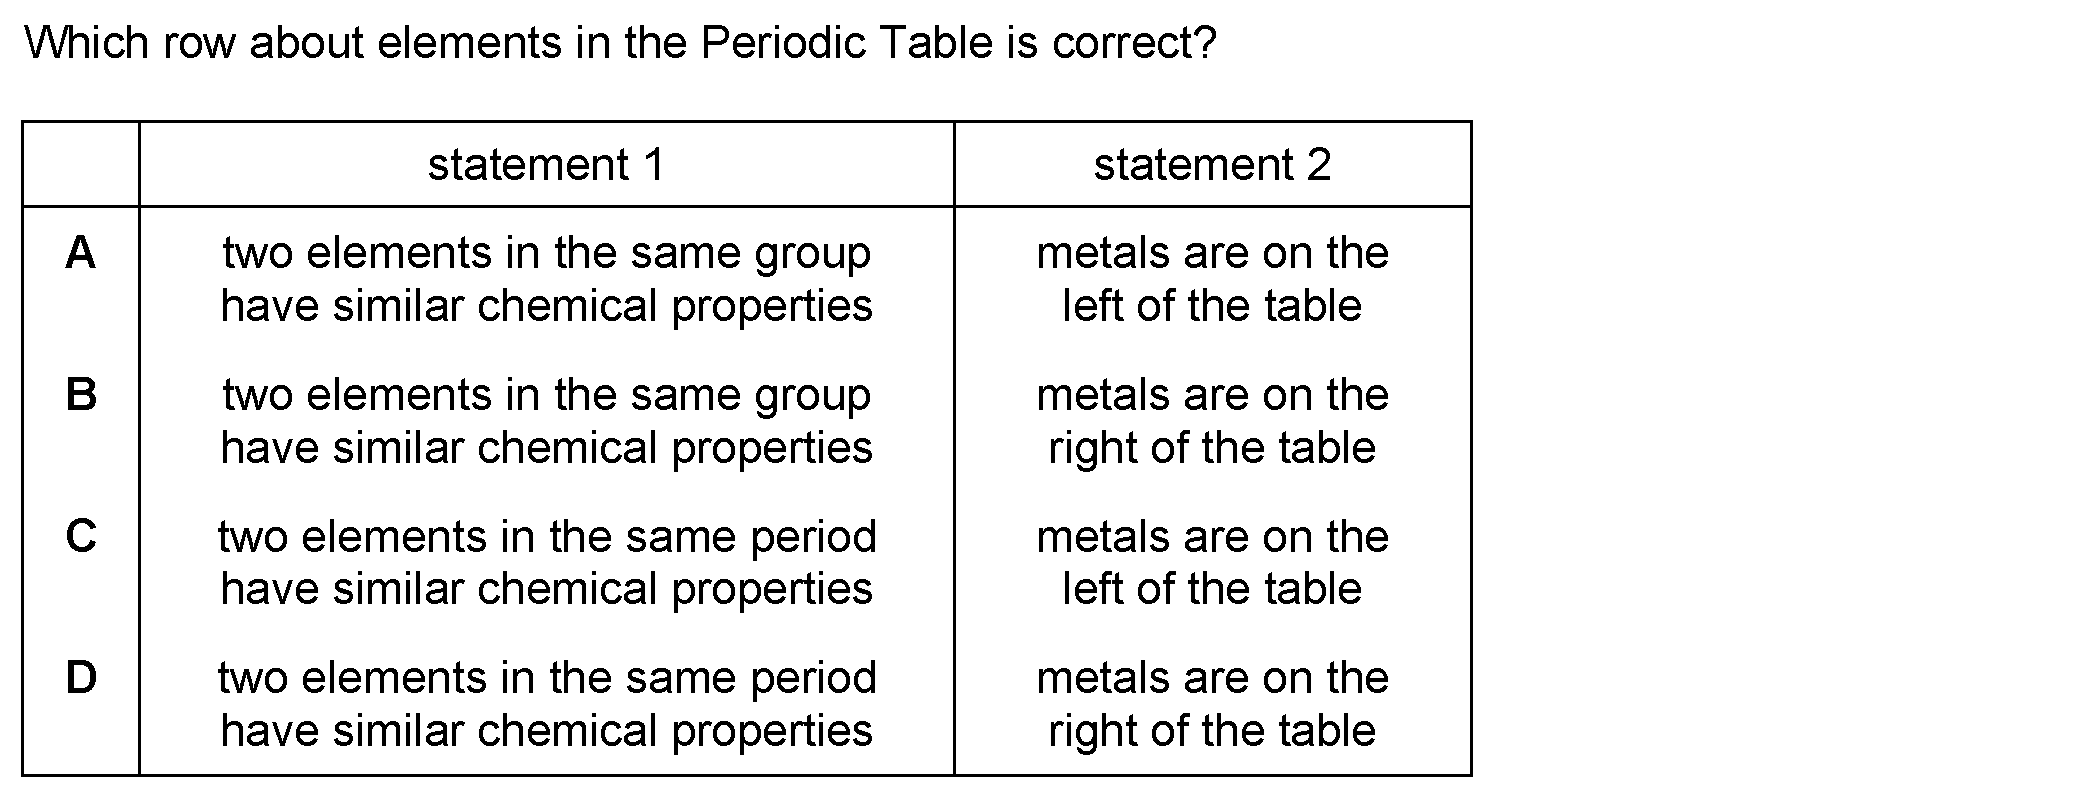 Which row about elements in the Periodic Table is correct?
statement 1 statement 2
A two elements in the same group metals are on the
have similar chemical properties left of the table
B two elements in the same group metals are on the
have similar chemical properties right of the table
C two elements in the same period metals are on the
have similar chemical properties left of the table
D two elements in the same period metals are on the
have similar chemical properties right of the table